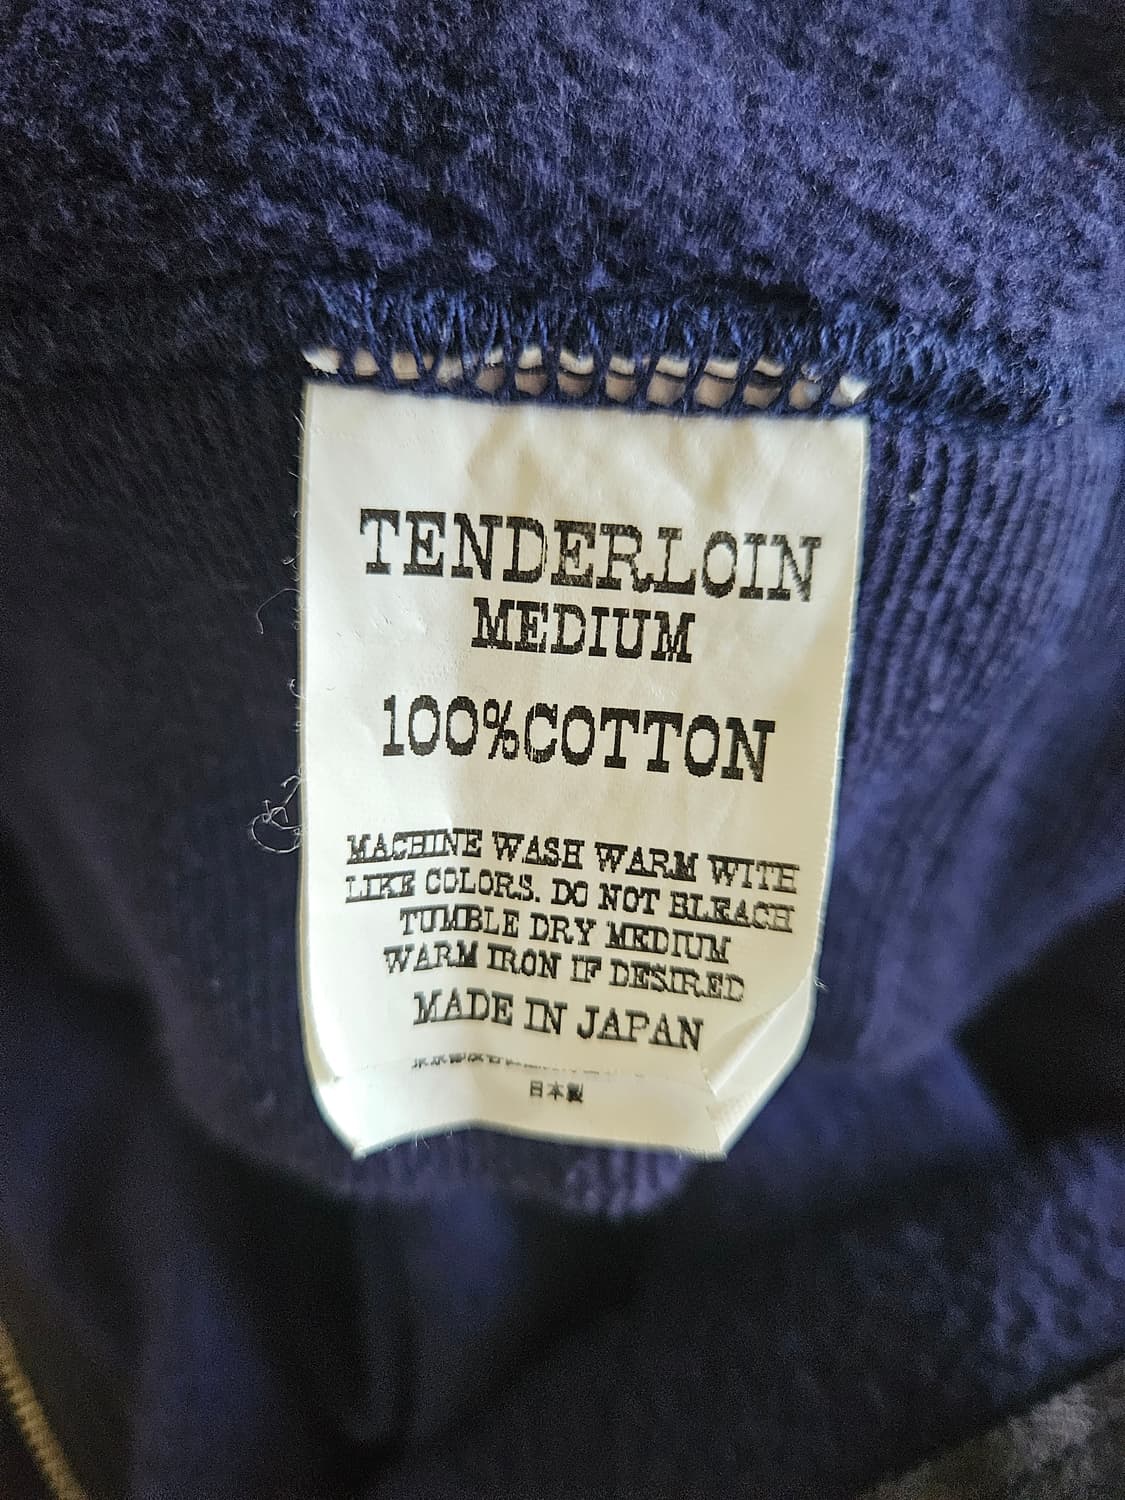 TENDERLOIN
MEDIUM
100%COTTON
MACHINE WASH WARM WITH
LIKE COLORS. DO NOT BLEACH
TUMBLE DRY MEDIUM
WARM IRON IF DESIRED
MADE IN JAPAN
日本製